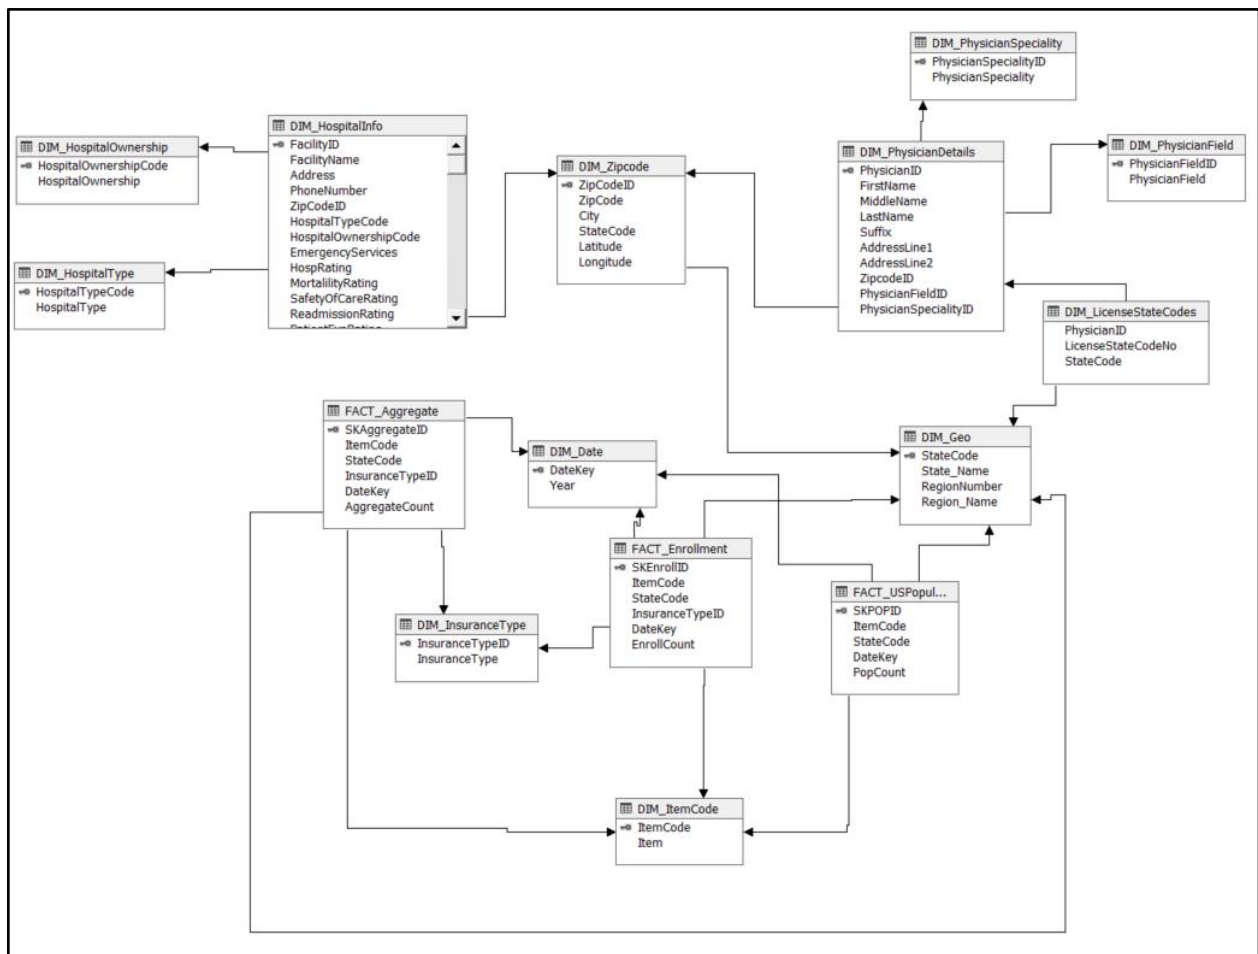 DIM_PhysicianSpeciality
PhysicianSpecialityID
PhysicianSpeciality
DIM_HospitalOwnership
HospitalOwnershipCode
HospitalOwnership
DIM_HospitalInfo
FacilityID
FacilityName
Address
PhoneNumber
ZipCodeID
HospitalTypeCode
HospitalOwnershipCode
EmergencyServices
HospRating
MortalilityRating
SafetyOfCareRating
ReadmissionRating
DIM_HospitalType
HospitalTypeCode
HospitalType
DIM_Zipcode
ZipCodeID
ZipCode
City
StateCode
Latitude
Longitude
DIM_PhysicianDetails
PhysicianID
FirstName
MiddleName
LastName
Suffix
AddressLine1
AddressLine2
ZipcodeID
PhysicianFieldID
PhysicianSpecialityID
DIM_PhysicianField
PhysicianFieldID
PhysicianField
DIM_LicenseStateCodes
PhysicianID
LicenseStateCodeNo
StateCode
FACT_Aggregate
SKAggregateID
ItemCode
StateCode
InsuranceTypeID
DateKey
AggregateCount
DIM_Date
DateKey
Year
DIM_Geo
StateCode
State_Name
RegionNumber
Region_Name
FACT_Enrollment
SKEnrollID
ItemCode
StateCode
InsuranceTypeID
DateKey
EnrollCount
FACT_USPopul...
SKPOPID
ItemCode
StateCode
DateKey
PopCount
DIM_InsuranceType
InsuranceTypeID
InsuranceType
DIM_ItemCode
ItemCode
Item